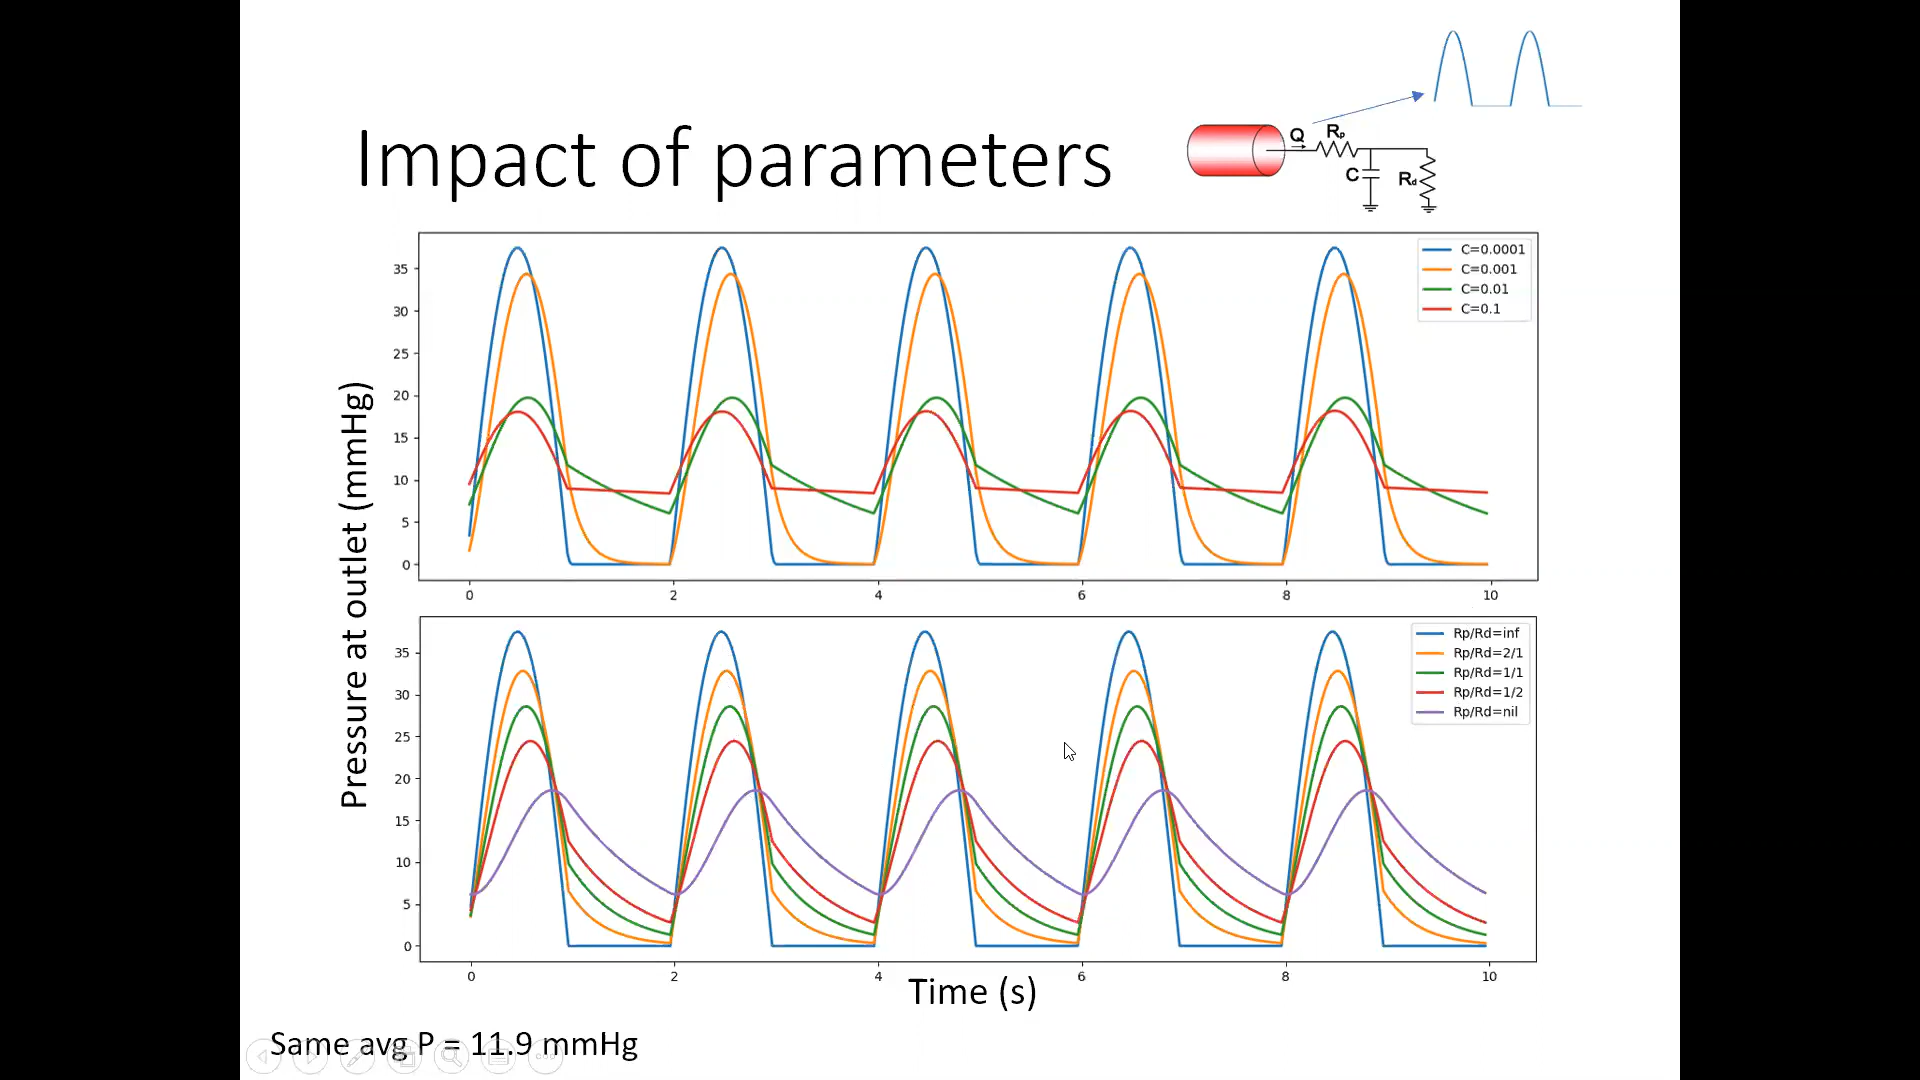 Impact of parameters
Q
Rp
C
Rd
Pressure at outlet (mmHg)
35
30
25
20
15
10
5
0
C=0.0001
C=0.001
C=0.01
C=0.1
0 2 4 6 8 10
35
30
25
20
15
10
5
0
Rp/Rd=inf
Rp/Rd=2/1
Rp/Rd=1/1
Rp/Rd=1/2
Rp/Rd=nil
0 2 4 6 8 10
Time (s)
Same avg P = 11.9 mmHg